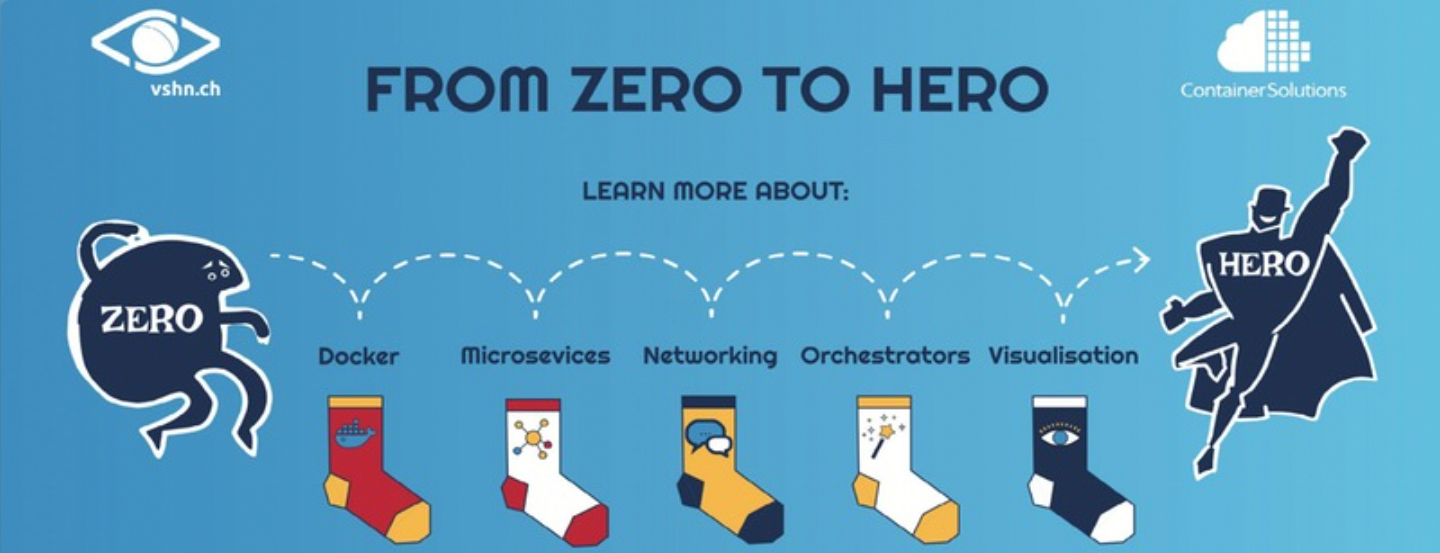 vshn.ch
ContainerSolutions
FROM ZERO TO HERO
LEARN MORE ABOUT:
ZERO
HERO
Docker Microsevices Networking Orchestrators Visualisation